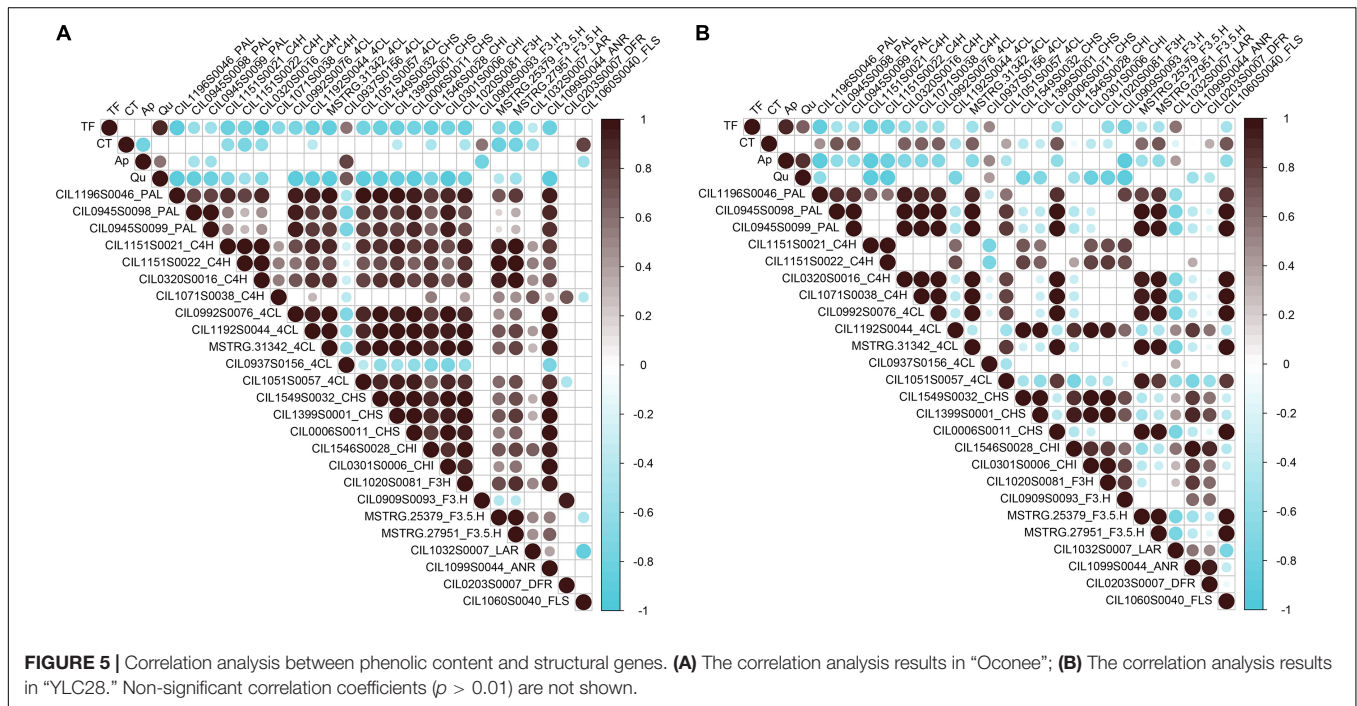 A
TF
CT
Ap
Qu
CIL1196S0046_PAL
CIL0945S0098_PAL
CIL0945S0099_PAL
CIL1151S0021_C4H
CIL1151S0022_C4H
CIL0320S0016_C4H
CIL1071S0038_C4H
CIL0992S0076_4CL
CIL1192S0044_4CL
MSTRG.31342_4CL
CIL0937S0156_4CL
CIL1051S0057_4CL
CIL1549S0032_CHS
CIL1399S0001_CHS
CIL0006S0011_CHS
CIL1546S0028_CHI
CIL0301S0006_CHI
CIL1020S0081_F3H
CIL0909S0093_F3.H
MSTRG.25379_F3.5.H
MSTRG.27951_F3.5.H
CIL1032S0007_LAR
CIL1099S0044_ANR
CIL0203S0007_DFR
CIL1060S0040_FLS
TF
CT
Ap
Qu
CIL1196S0046_PAL
CIL0945S0098_PAL
CIL0945S0099_PAL
CIL1151S0021_C4H
CIL1151S0022_C4H
CIL0320S0016_C4H
CIL1071S0038_C4H
CIL0992S0076_4CL
CIL1192S0044_4CL
MSTRG.31342_4CL
CIL0937S0156_4CL
CIL1051S0057_4CL
CIL1549S0032_CHS
CIL1399S0001_CHS
CIL0006S0011_CHS
CIL1546S0028_CHI
CIL0301S0006_CHI
CIL1020S0081_F3H
CIL0909S0093_F3.H
MSTRG.25379_F3.5.H
MSTRG.27951_F3.5.H
CIL1032S0007_LAR
CIL1099S0044_ANR
CIL0203S0007_DFR
CIL1060S0040_FLS
1
0.8
0.6
0.4
0.2
0
-0.2
-0.4
-0.6
-0.8
-1
B
TF
CT
Ap
Qu
CIL1196S0046_PAL
CIL0945S0098_PAL
CIL0945S0099_PAL
CIL1151S0021_C4H
CIL1151S0022_C4H
CIL0320S0016_C4H
CIL1071S0038_C4H
CIL0992S0076_4CL
CIL1192S0044_4CL
MSTRG.31342_4CL
CIL0937S0156_4CL
CIL1051S0057_4CL
CIL1549S0032_CHS
CIL1399S0001_CHS
CIL0006S0011_CHS
CIL1546S0028_CHI
CIL0301S0006_CHI
CIL1020S0081_F3H
CIL0909S0093_F3.H
MSTRG.25379_F3.5.H
MSTRG.27951_F3.5.H
CIL1032S0007_LAR
CIL1099S0044_ANR
CIL0203S0007_DFR
CIL1060S0040_FLS
TF
CT
Ap
Qu
CIL1196S0046_PAL
CIL0945S0098_PAL
CIL0945S0099_PAL
CIL1151S0021_C4H
CIL1151S0022_C4H
CIL0320S0016_C4H
CIL1071S0038_C4H
CIL0992S0076_4CL
CIL1192S0044_4CL
MSTRG.31342_4CL
CIL0937S0156_4CL
CIL1051S0057_4CL
CIL1549S0032_CHS
CIL1399S0001_CHS
CIL0006S0011_CHS
CIL1546S0028_CHI
CIL0301S0006_CHI
CIL1020S0081_F3H
CIL0909S0093_F3.H
MSTRG.25379_F3.5.H
MSTRG.27951_F3.5.H
CIL1032S0007_LAR
CIL1099S0044_ANR
CIL0203S0007_DFR
CIL1060S0040_FLS
1
0.8
0.6
0.4
0.2
0
-0.2
-0.4
-0.6
-0.8
-1
FIGURE 5 | Correlation analysis between phenolic content and structural genes. (A) The correlation analysis results in “Oconee”; (B) The correlation analysis results
in “YLC28.” Non-significant correlation coefficients (p > 0.01) are not shown.